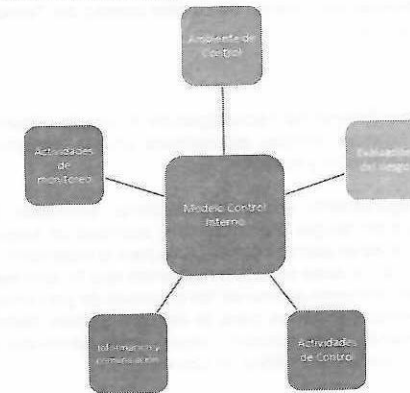 Ambiente de
Control
Evaluación
del riesgo
Actividades
de
monitoreo
Modelo Control
Interno
Información y
comunicación
Actividades
de Control